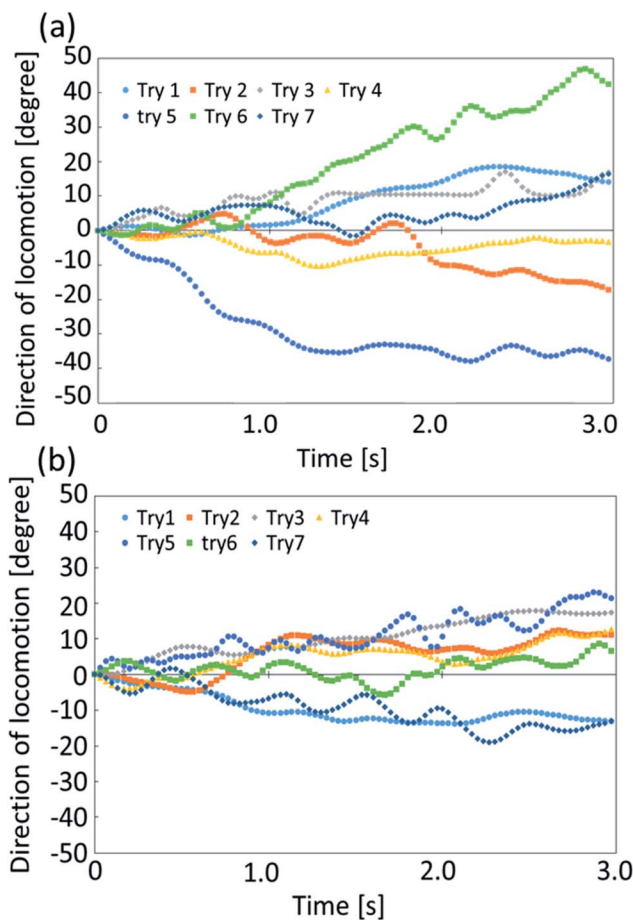 (a)
Direction of locomotion [degree]
50
40
30
20
10
0
-10
-20
-30
-40
-50
Try 1 Try 2 Try 3 Try 4
try 5 Try 6 Try 7
0 1.0 2.0 3.0
Time [s]
(b)
Direction of locomotion [degree]
50
40
30
20
10
0
-10
-20
-30
-40
-50
Try1 Try2 Try3 Try4
Try5 try6 Try7
0 1.0 2.0 3.0
Time [s]